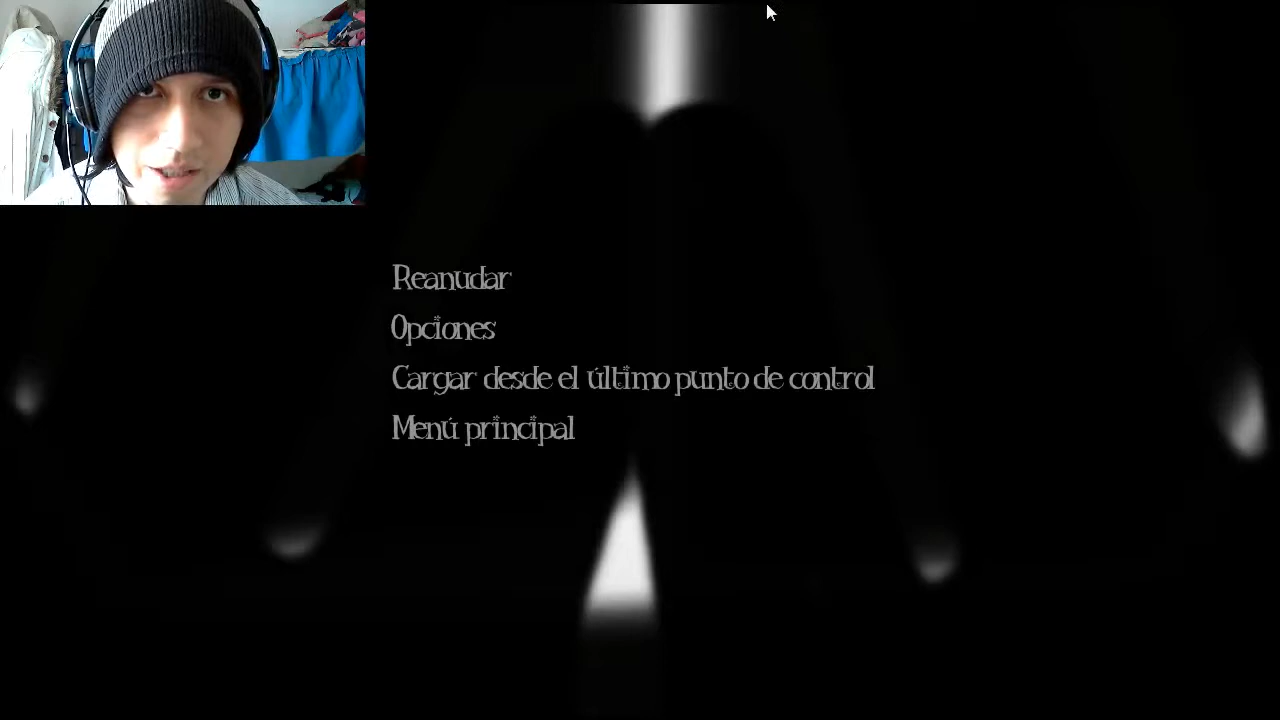 Reanudar
Opciones
Cargar desde el último punto de control
Menú principal